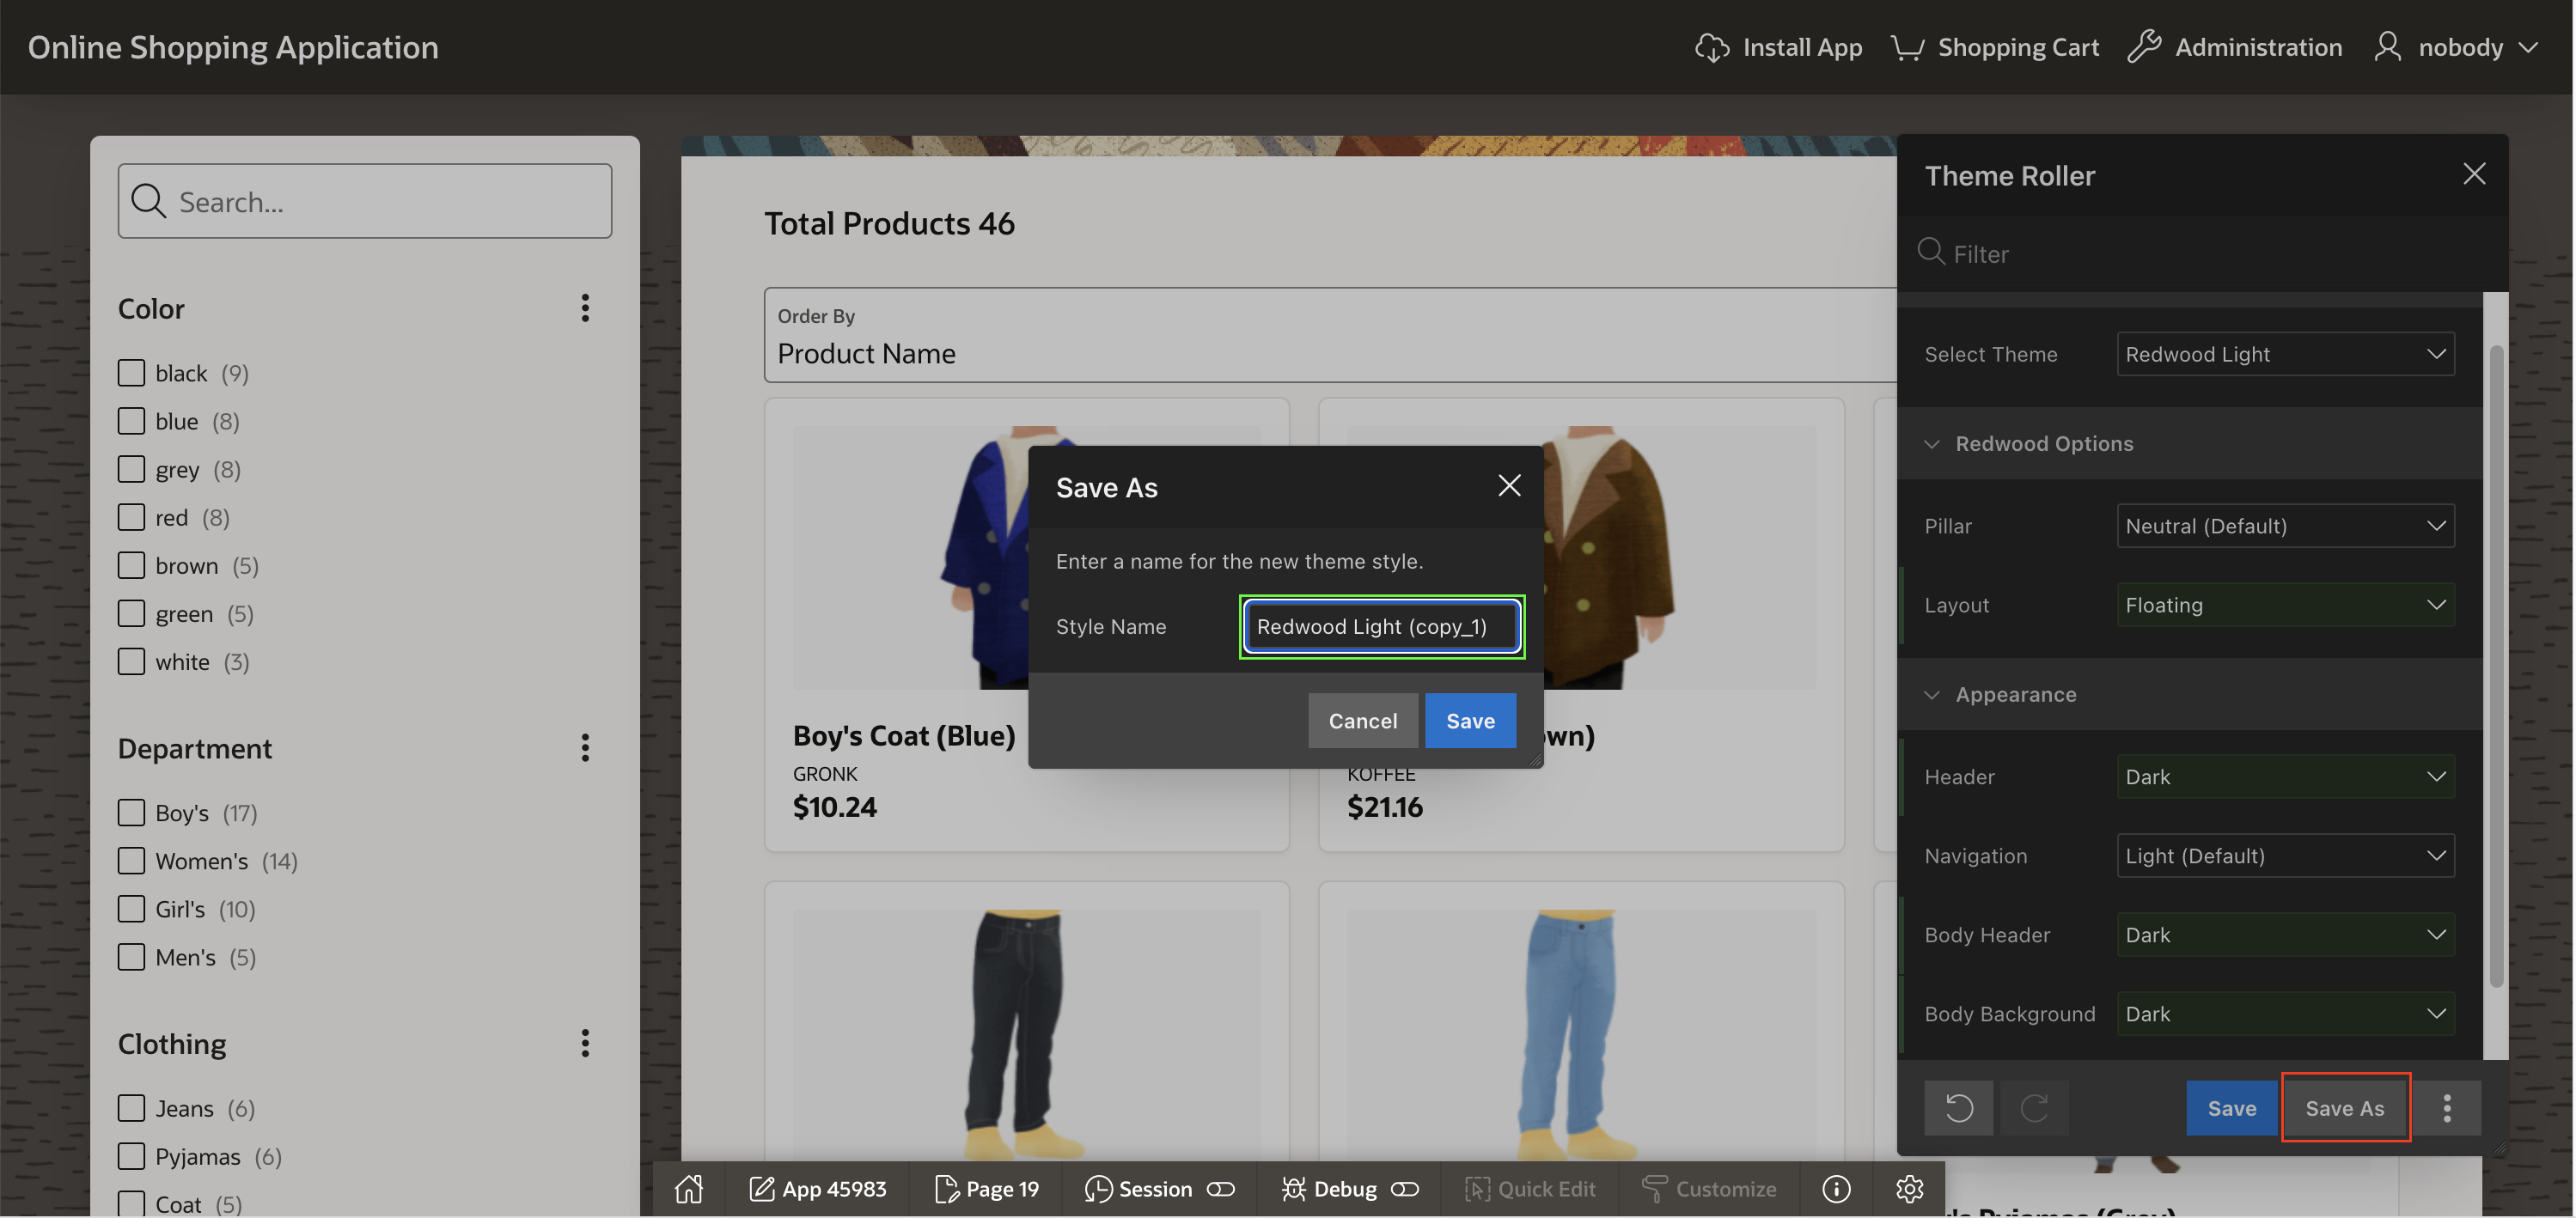 Online Shopping Application
Install App
Shopping Cart
Administration
nobody
Search...
Color
black (9)
blue (8)
grey (8)
red (8)
brown (5)
green (5)
white (3)
Department
Boy's (17)
Women's (14)
Girl's (10)
Men's (5)
Clothing
Jeans (6)
Pyjamas (6)
Coat (5)
Total Products 46
Order By
Product Name
Boy's Coat (Blue)
GRONK
$10.24
wn)
KOFFEE
$21.16
Save As
Enter a name for the new theme style.
Style Name
Redwood Light (copy_1)
Cancel
Save
Theme Roller
Filter
Select Theme
Redwood Light
Redwood Options
Pillar
Neutral (Default)
Layout
Floating
Appearance
Header
Dark
Navigation
Light (Default)
Body Header
Dark
Body Background
Dark
Save
Save As
's Pyjamas (Grey)
App 45983
Page 19
Session
Debug
Quick Edit
Customize